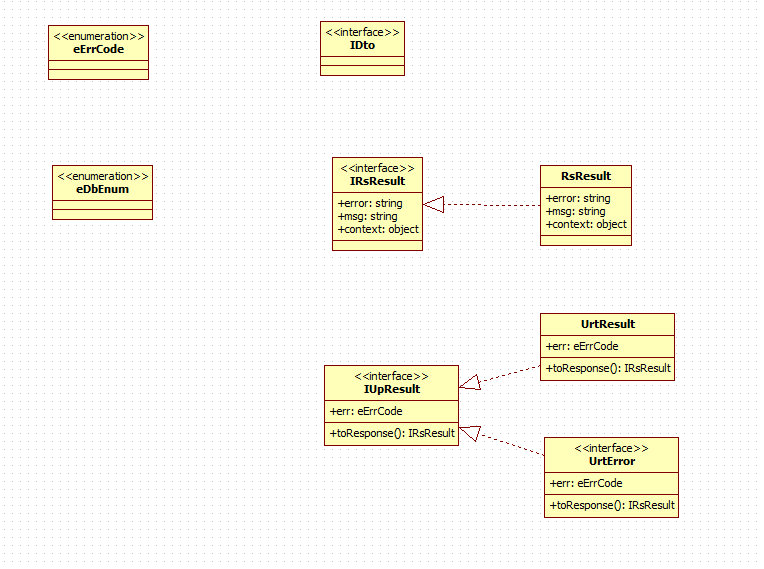 <<enumeration>>
eErrCode
<<interface>>
IDto
<<enumeration>>
eDbEnum
<<interface>>
IRsResult
+error: string
+msg: string
+context: object
RsResult
+error: string
+msg: string
+context: object
UrtResult
+err: eErrCode
+toResponse(): IRsResult
<<interface>>
IUpResult
+err: eErrCode
+toResponse(): IRsResult
<<interface>>
UrtError
+err: eErrCode
+toResponse(): IRsResult